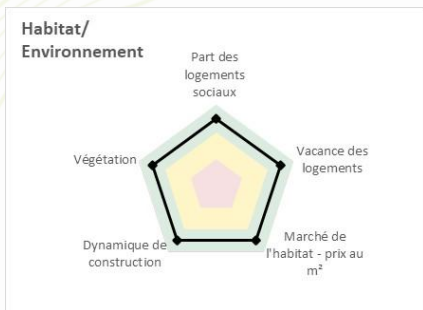 Habitat/
Environnement
Part des
logements
sociaux
Végétation
Vacance des
logements
Dynamique de
construction
Marché de
l'habitat - prix au
m²